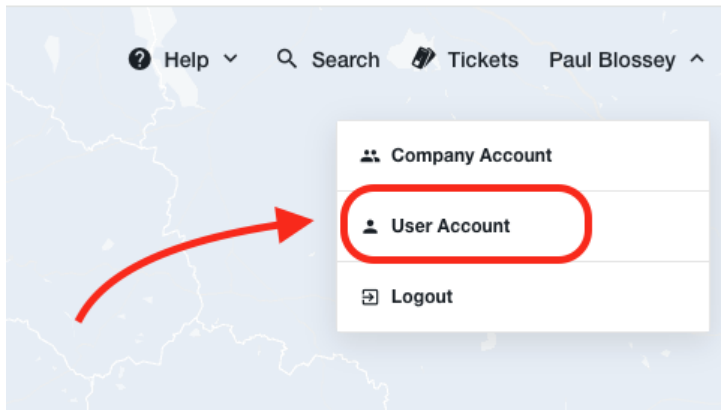 Help Search Tickets Paul Blossey
Company Account
User Account
Logout